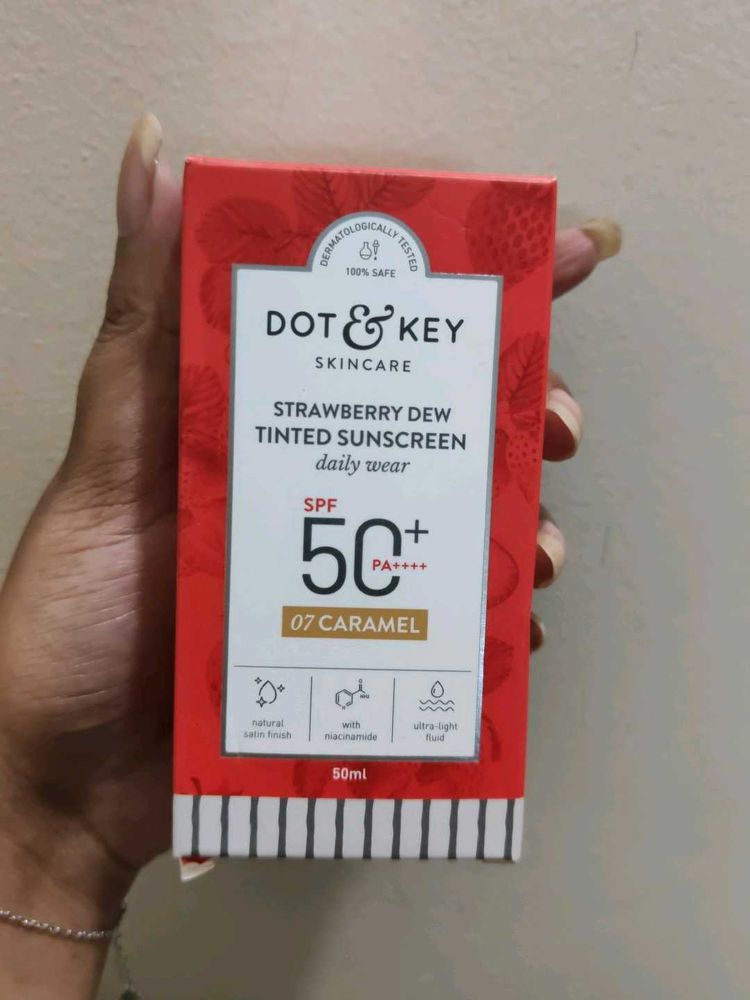 DERMATOLOGICALLY TESTED
100% SAFE
DOT & KEY
SKINCARE
STRAWBERRY DEW
TINTED SUNSCREEN
daily wear
SPF
50+
PA++++
07 CARAMEL
natural
satin finish
with
niacinamide
ultra-light
fluid
50ml